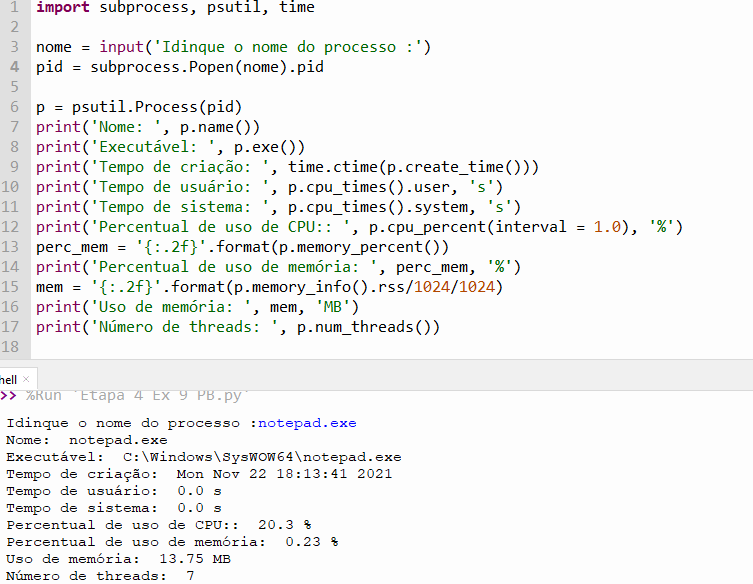 1 import subprocess, psutil, time
2
3 nome = input('Idinque o nome do processo :')
4 pid = subprocess.Popen(nome).pid
5
6 p = psutil.Process(pid)
7 print('Nome: ', p.name())
8 print('Executável: ', p.exe())
9 print('Tempo de criação: ', time.ctime(p.create_time()))
10 print('Tempo de usuário: ', p.cpu_times().user, 's')
11 print('Tempo de sistema: ', p.cpu_times().system, 's')
12 print('Percentual de uso de CPU:: ', p.cpu_percent(interval = 1.0), '%')
13 perc_mem = '{:.2f}'.format(p.memory_percent())
14 print('Percentual de uso de memória: ', perc_mem, '%')
15 mem = '{:.2f}'.format(p.memory_info().rss/1024/1024)
16 print('Uso de memória: ', mem, 'MB')
17 print('Número de threads: ', p.num_threads())
18
hell ×
>> %Run 'Etapa 4 Ex 9 PB.py'
Idinque o nome do processo :notepad.exe
Nome:  notepad.exe
Executável:  C:\Windows\SysWOW64\notepad.exe
Tempo de criação:  Mon Nov 22 18:13:41 2021
Tempo de usuário:  0.0 s
Tempo de sistema:  0.0 s
Percentual de uso de CPU::  20.3 %
Percentual de uso de memória:  0.23 %
Uso de memória:  13.75 MB
Número de threads:  7